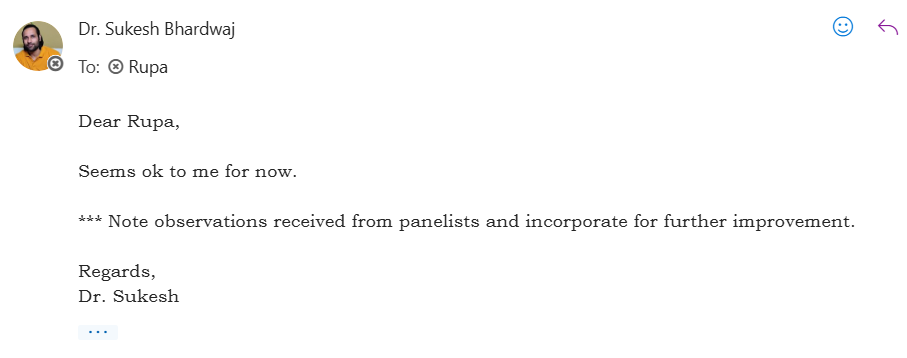 Dr. Sukesh Bhardwaj
To: Rupa
Dear Rupa,
Seems ok to me for now.
*** Note observations received from panelists and incorporate for further improvement.
Regards,
Dr. Sukesh
...